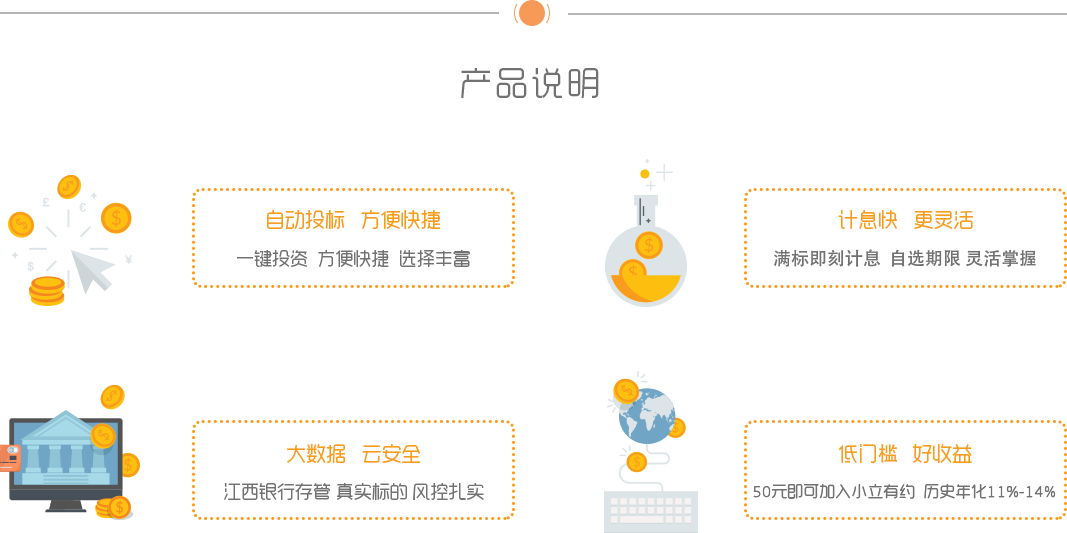 产品说明
自动投标 方便快捷
一键投资 方便快捷 选择丰富
计息快 更灵活
满标即刻计息 自选期限 灵活掌握
大数据 云安全
江西银行存管 真实标的 风控扎实
低门槛 好收益
50元即可加入小立有约 历史年化11%-14%